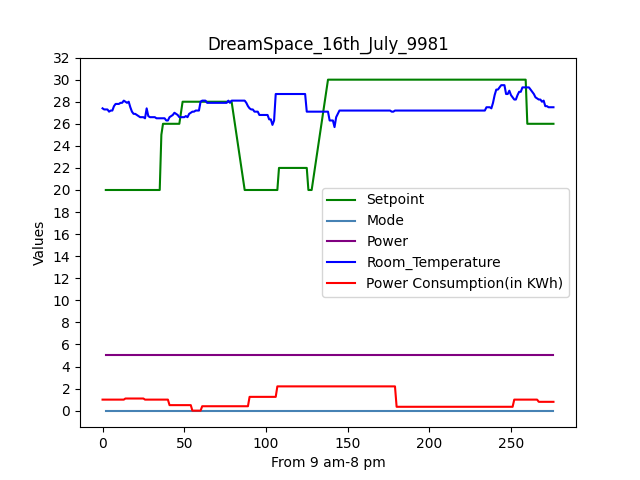 DreamSpace_16th_July_9981
32
30
28
26
24
22
20
18
16
14
12
10
8
6
4
2
0
Values
Setpoint
Mode
Power
Room_Temperature
Power Consumption(in KWh)
0 50 100 150 200 250
From 9 am-8 pm